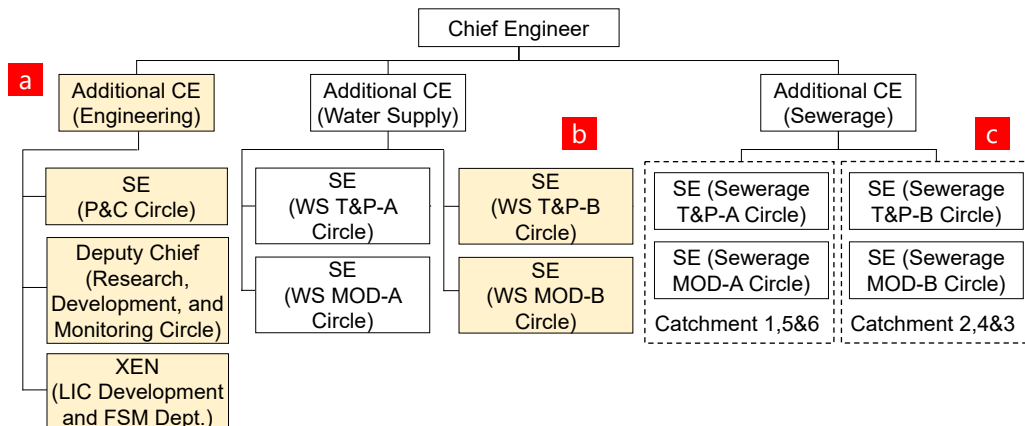 Chief Engineer
a
Additional CE
(Engineering)
Additional CE
(Water Supply)
Additional CE
(Sewerage)
b
c
SE
(P&C Circle)
Deputy Chief
(Research,
Development, and
Monitoring Circle)
XEN
(LIC Development
and FSM Dept.)
SE
(WS T&P-A
Circle)
SE
(WS MOD-A
Circle)
SE
(WS T&P-B
Circle)
SE
(WS MOD-B
Circle)
SE (Sewerage
T&P-A Circle)
SE (Sewerage
MOD-A Circle)
Catchment 1,5&6
SE (Sewerage
T&P-B Circle)
SE (Sewerage
MOD-B Circle)
Catchment 2,4&3